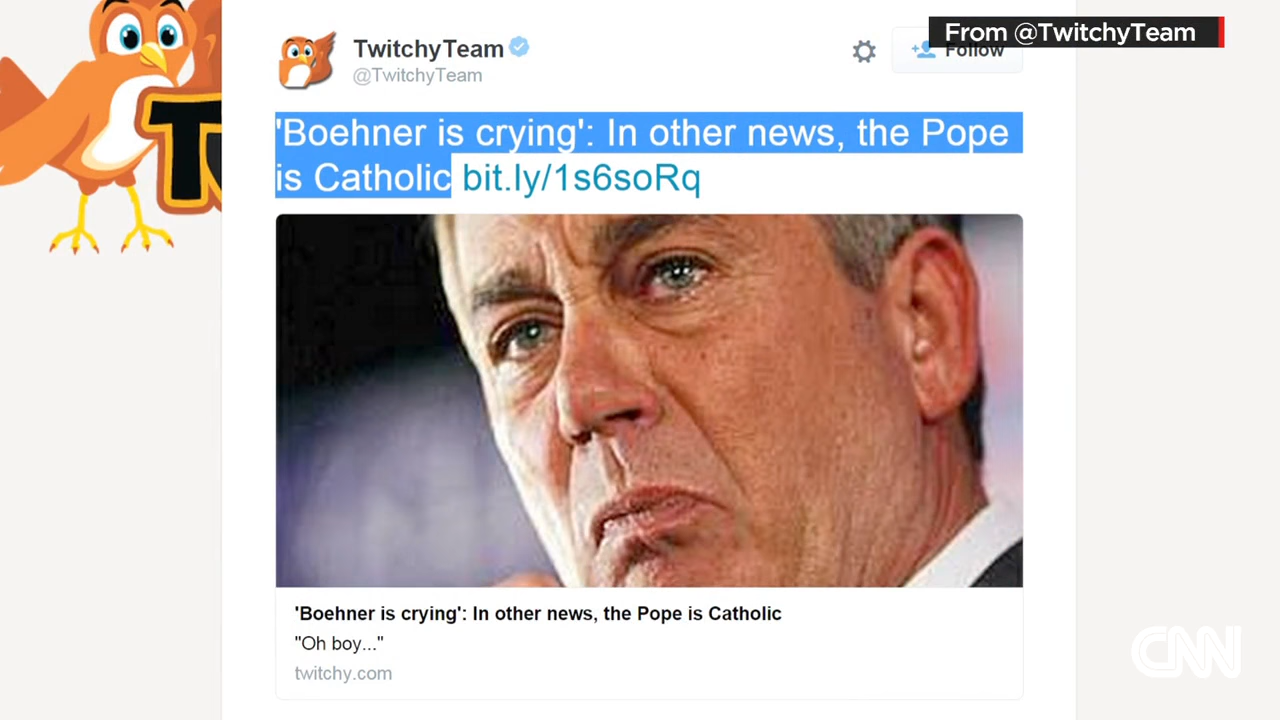 From @TwitchyTeam
TwitchyTeam
Follow
@TwitchyTeam
'Boehner is crying': In other news, the Pope
is Catholic bit.ly/1s6soRq
'Boehner is crying': In other news, the Pope is Catholic
"Oh boy..."
twitchy.com
CNN